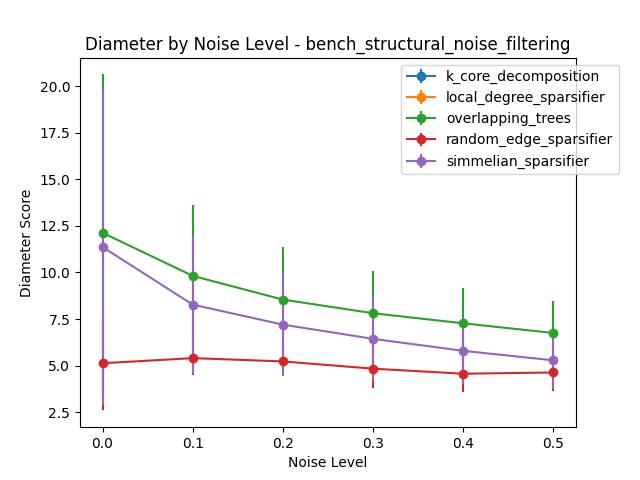 Diameter by Noise Level - bench_structural_noise_filtering
k_core_decomposition
local_degree_sparsifier
overlapping_trees
random_edge_sparsifier
simmelian_sparsifier
Diameter Score
20.0
17.5
15.0
12.5
10.0
7.5
5.0
2.5
0.0 0.1 0.2 0.3 0.4 0.5
Noise Level